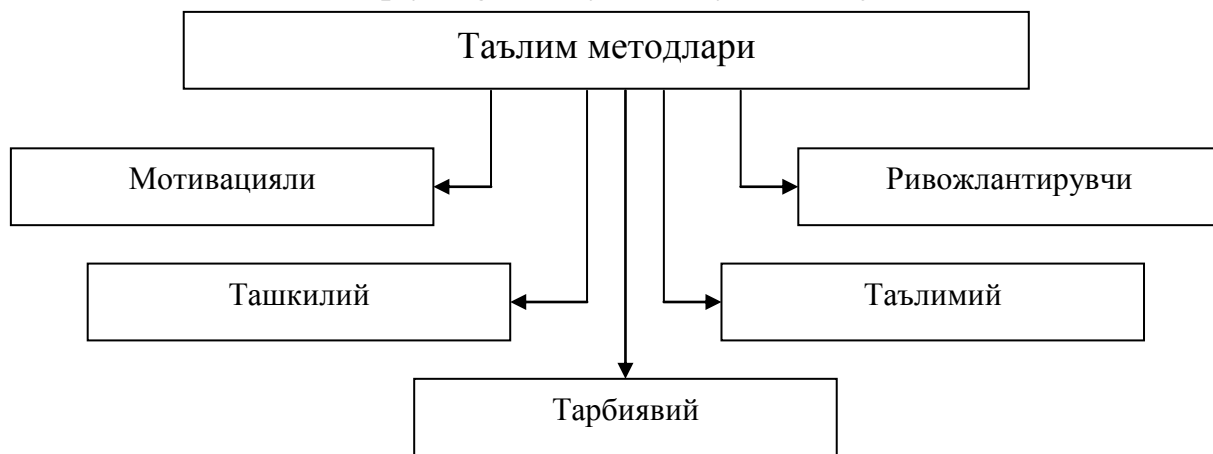 Таълим методлари
Мотивацияли
Ривожлантирувчи
Ташкилий
Таълимий
Тарбиявий